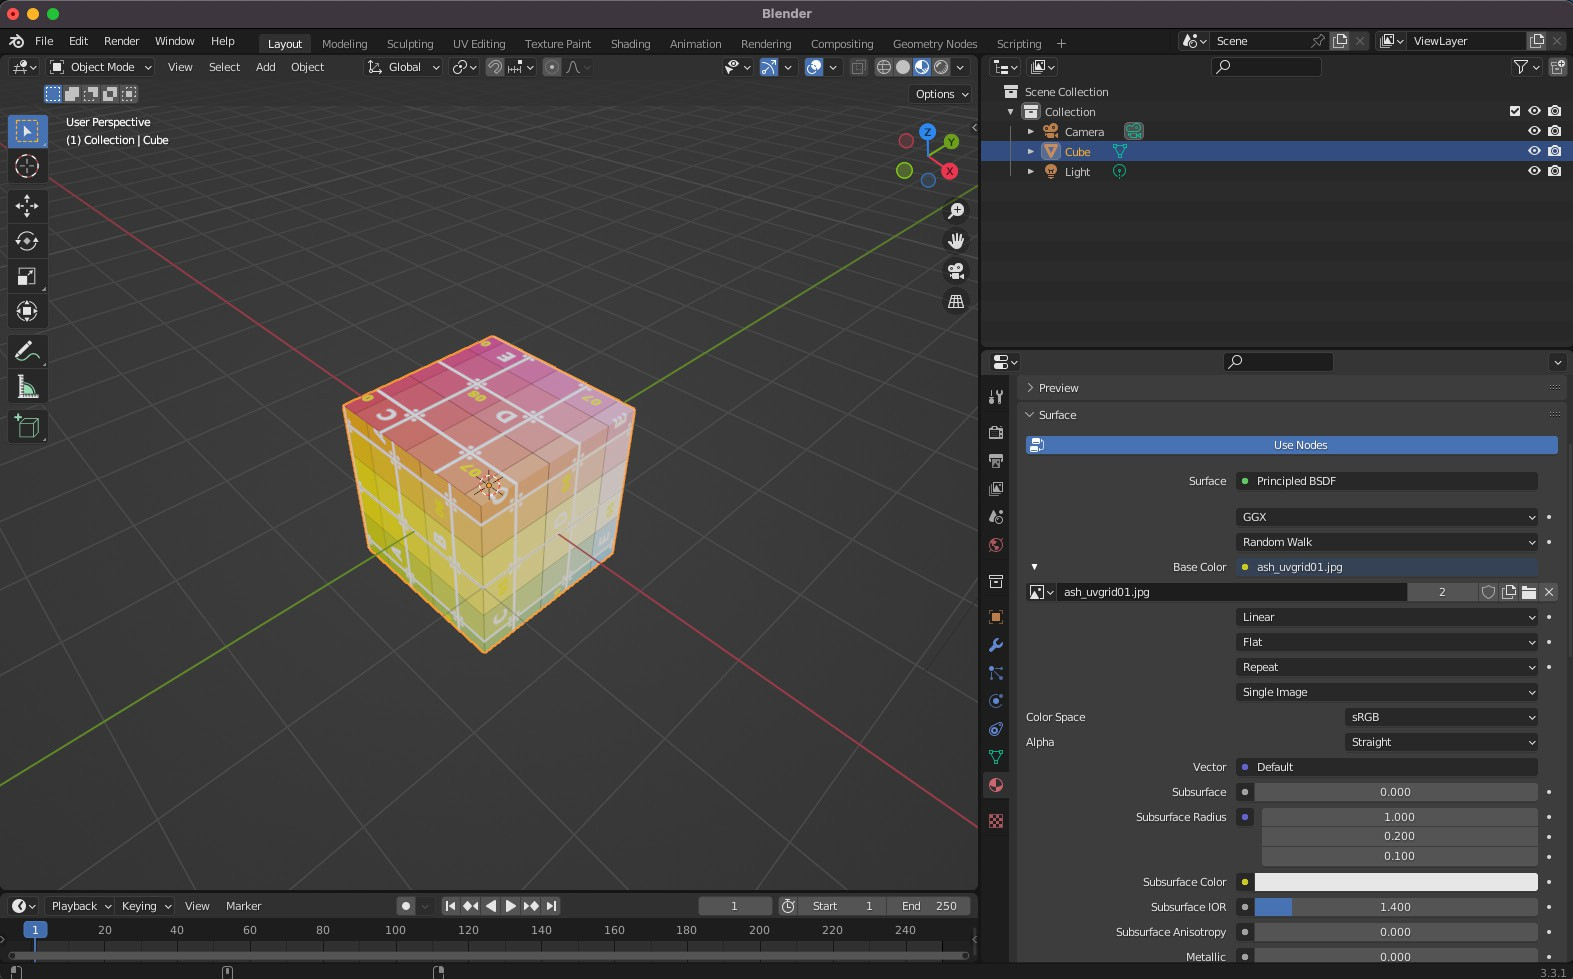 Blender
File Edit Render Window Help Layout Modeling Sculpting UV Editing Texture Paint Shading Animation Rendering Compositing Geometry Nodes Scripting + Scene ViewLayer
Object Mode View Select Add Object Global
Options
User Perspective
(1) Collection | Cube
Z
Y
X
Scene Collection
Collection
Camera
Cube
Light
Preview
Surface
Use Nodes
Surface Principled BSDF
GGX
Random Walk
Base Color ash_uvgrid01.jpg
ash_uvgrid01.jpg 2
Linear
Flat
Repeat
Single Image
Color Space sRGB
Alpha Straight
Vector Default
Subsurface 0.000
Subsurface Radius 1.000
0.200
0.100
Subsurface Color
Subsurface IOR 1.400
Subsurface Anisotropy 0.000
Metallic 0.000
E
07
08
C
D
07
B
C
Playback Keying View Marker 1 Start 1 End 250
1 20 40 60 80 100 120 140 160 180 200 220 240
3.3.1